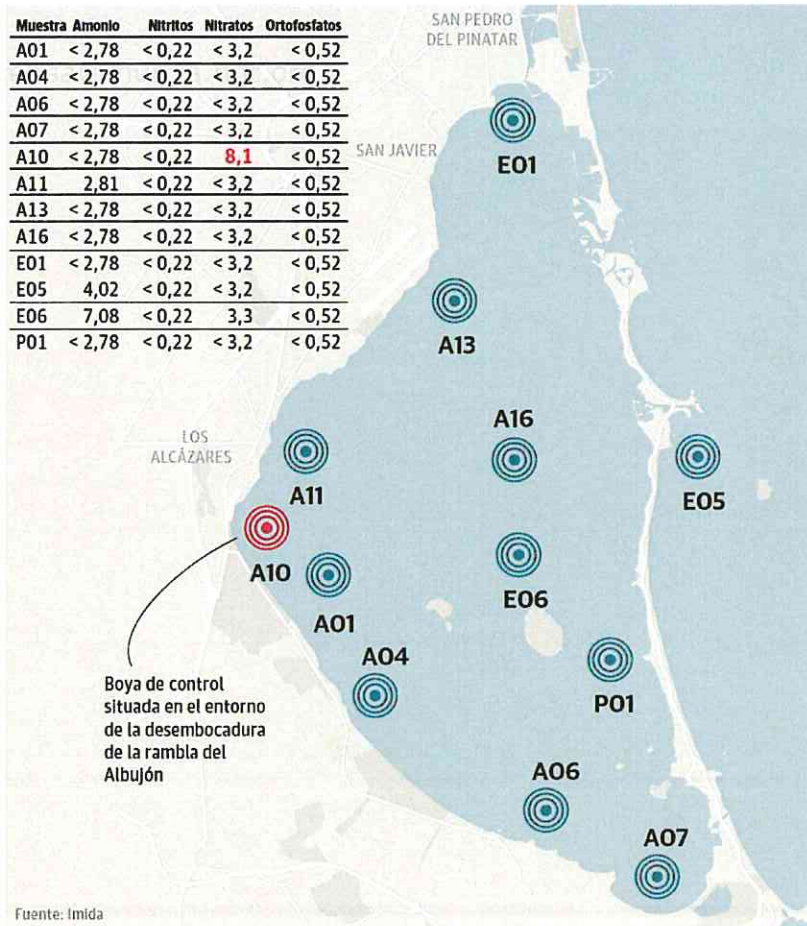 Muestra Amonio Nitritos Nitratos Ortofosfatos
A01 < 2,78 < 0,22 < 3,2 < 0,52
A04 < 2,78 < 0,22 < 3,2 < 0,52
A06 < 2,78 < 0,22 < 3,2 < 0,52
A07 < 2,78 < 0,22 < 3,2 < 0,52
A10 < 2,78 < 0,22 8,1 < 0,52
A11 2,81 < 0,22 < 3,2 < 0,52
A13 < 2,78 < 0,22 < 3,2 < 0,52
A16 < 2,78 < 0,22 < 3,2 < 0,52
E01 < 2,78 < 0,22 < 3,2 < 0,52
E05 4,02 < 0,22 < 3,2 < 0,52
E06 7,08 < 0,22 3,3 < 0,52
P01 < 2,78 < 0,22 < 3,2 < 0,52
SAN PEDRO
DEL PINATAR
SAN JAVIER
E01
A13
A16
LOS
ALCÁZARES
A11
E05
A10
E06
A01
A04
P01
Boya de control
situada en el entorno
de la desembocadura
de la rambla del
Albujón
A06
A07
Fuente: Imida